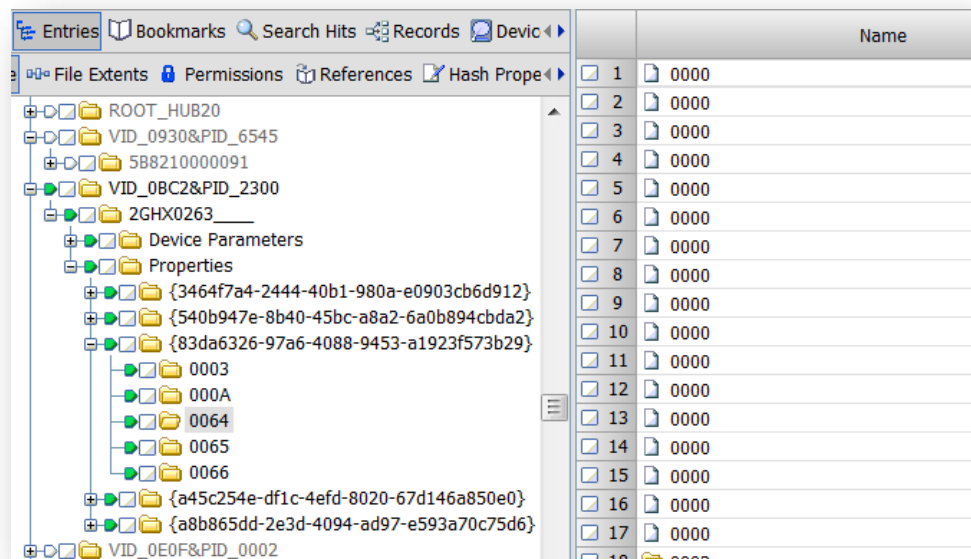 Entries Bookmarks Search Hits Records Devic
File Extents Permissions References Hash Prope
ROOT_HUB20
VID_0930&PID_6545
5B8210000091
VID_0BC2&PID_2300
2GHX0263____
Device Parameters
Properties
{3464f7a4-2444-40b1-980a-e0903cb6d912}
{540b947e-8b40-45bc-a8a2-6a0b894cbda2}
{83da6326-97a6-4088-9453-a1923f573b29}
0003
000A
0064
0065
0066
{a45c254e-df1c-4efd-8020-67d146a850e0}
{a8b865dd-2e3d-4094-ad97-e593a70c75d6}
VID_0E0F&PID_0002
Name
1 0000
2 0000
3 0000
4 0000
5 0000
6 0000
7 0000
8 0000
9 0000
10 0000
11 0000
12 0000
13 0000
14 0000
15 0000
16 0000
17 0000